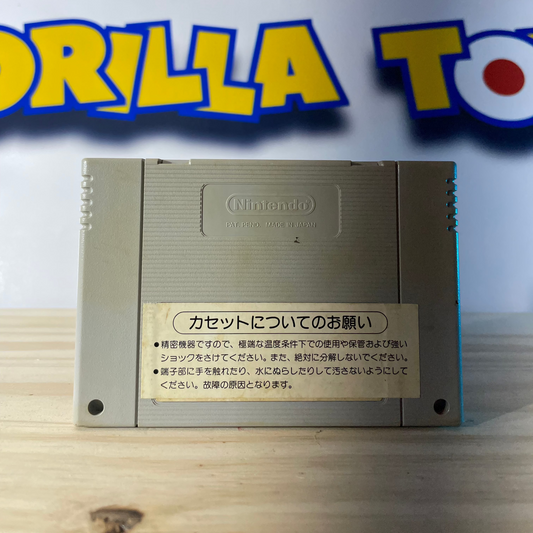 ORILLA TO
Nintendo
PAT. PEND. MADE IN JAPAN
カセットについてのお願い
●精密機器ですので、極端な温度条件下での使用や保管および強い
ショックをさけてください。また、絶対に分解しないでください。
●端子部に手を触れたり、水にぬらしたりして汚さないようにして
ください。故障の原因となります。